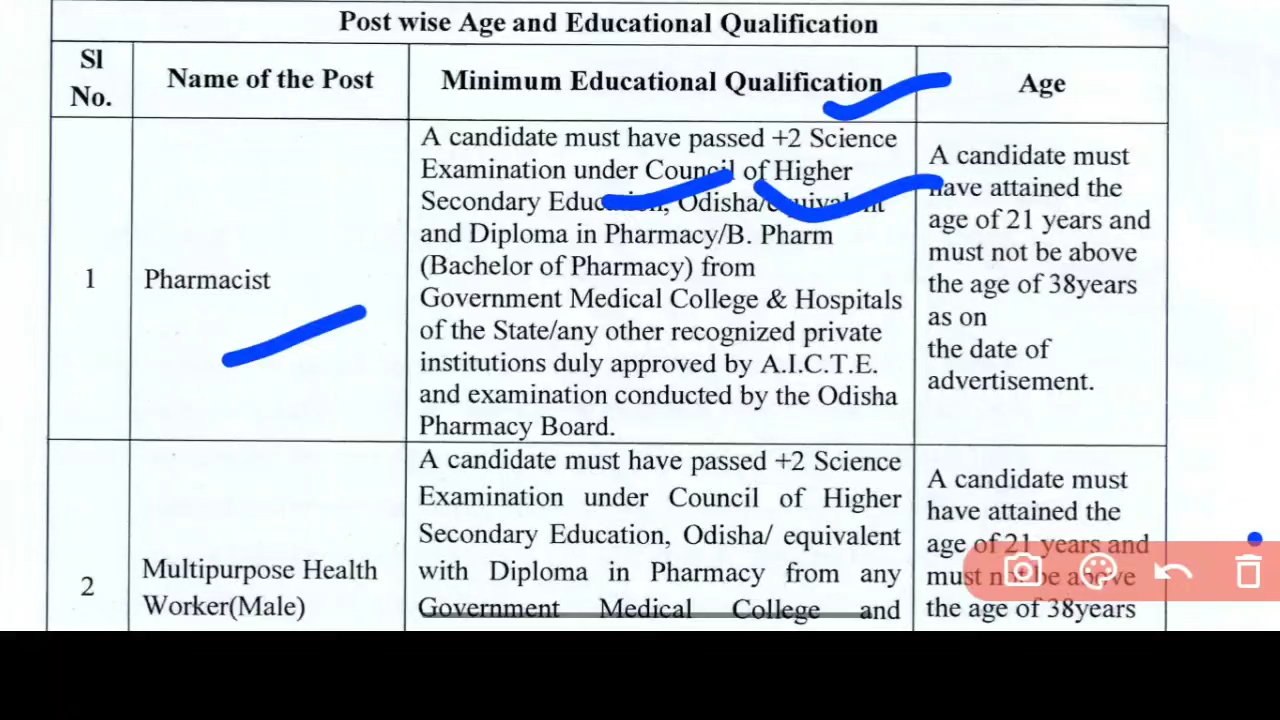 Post wise Age and Educational Qualification
Sl No.
Name of the Post
Minimum Educational Qualification
Age
1
Pharmacist
A candidate must have passed +2 Science
Examination under Council of Higher
Secondary Education, Odisha/equivalent
and Diploma in Pharmacy/B. Pharm
(Bachelor of Pharmacy) from
Government Medical College & Hospitals
of the State/any other recognized private
institutions duly approved by A.I.C.T.E.
and examination conducted by the Odisha
Pharmacy Board.
A candidate must
have attained the
age of 21 years and
must not be above
the age of 38years
as on
the date of
advertisement.
2
Multipurpose Health
Worker(Male)
A candidate must have passed +2 Science
Examination under Council of Higher
Secondary Education, Odisha/ equivalent
with Diploma in Pharmacy from any
Government Medical College and
A candidate must
have attained the
age of 21 years and
must not be above
the age of 38years